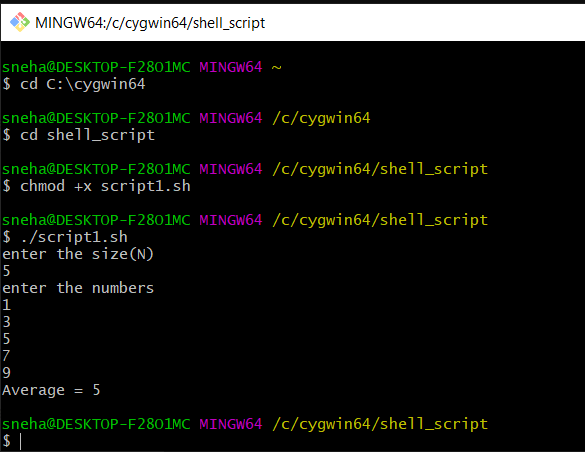 MINGW64:/c/cygwin64/shell_script
sneha@DESKTOP-F28O1MC MINGW64 ~
$ cd C:\cygwin64
sneha@DESKTOP-F28O1MC MINGW64 /c/cygwin64
$ cd shell_script
sneha@DESKTOP-F28O1MC MINGW64 /c/cygwin64/shell_script
$ chmod +x script1.sh
sneha@DESKTOP-F28O1MC MINGW64 /c/cygwin64/shell_script
$ ./script1.sh
enter the size(N)
5
enter the numbers
1
3
5
7
9
Average = 5
sneha@DESKTOP-F28O1MC MINGW64 /c/cygwin64/shell_script
$